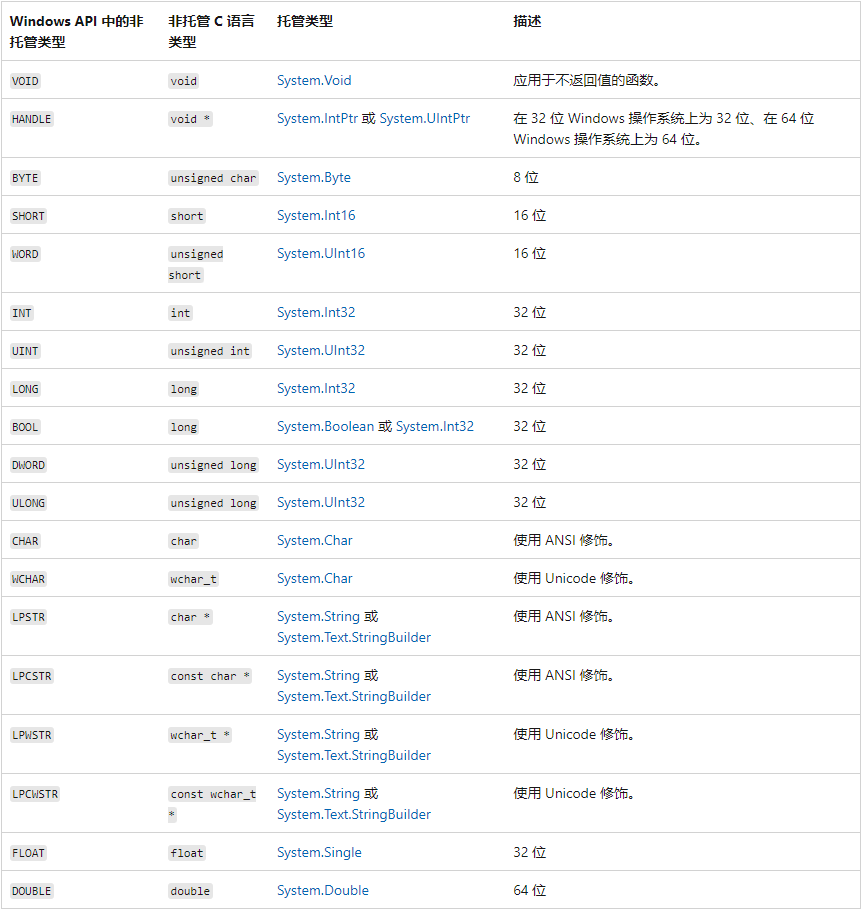 Windows API 中的非 非托管 C 语言 托管类型 描述
托管类型 类型
VOID void System.Void 应用于不返回值的函数。
HANDLE void * System.IntPtr 或 System.UIntPtr 在 32 位 Windows 操作系统上为 32 位、在 64 位
Windows 操作系统上为 64 位。
BYTE unsigned char System.Byte 8 位
SHORT short System.Int16 16 位
WORD unsigned System.UInt16 16 位
short
INT int System.Int32 32 位
UINT unsigned int System.UInt32 32 位
LONG long System.Int32 32 位
BOOL long System.Boolean 或 System.Int32 32 位
DWORD unsigned long System.UInt32 32 位
ULONG unsigned long System.UInt32 32 位
CHAR char System.Char 使用 ANSI 修饰。
WCHAR wchar_t System.Char 使用 Unicode 修饰。
LPSTR char * System.String 或 使用 ANSI 修饰。
System.Text.StringBuilder
LPCSTR const char * System.String 或 使用 ANSI 修饰。
System.Text.StringBuilder
LPWSTR wchar_t * System.String 或 使用 Unicode 修饰。
System.Text.StringBuilder
LPCWSTR const wchar_t System.String 或 使用 Unicode 修饰。
* System.Text.StringBuilder
FLOAT float System.Single 32 位
DOUBLE double System.Double 64 位